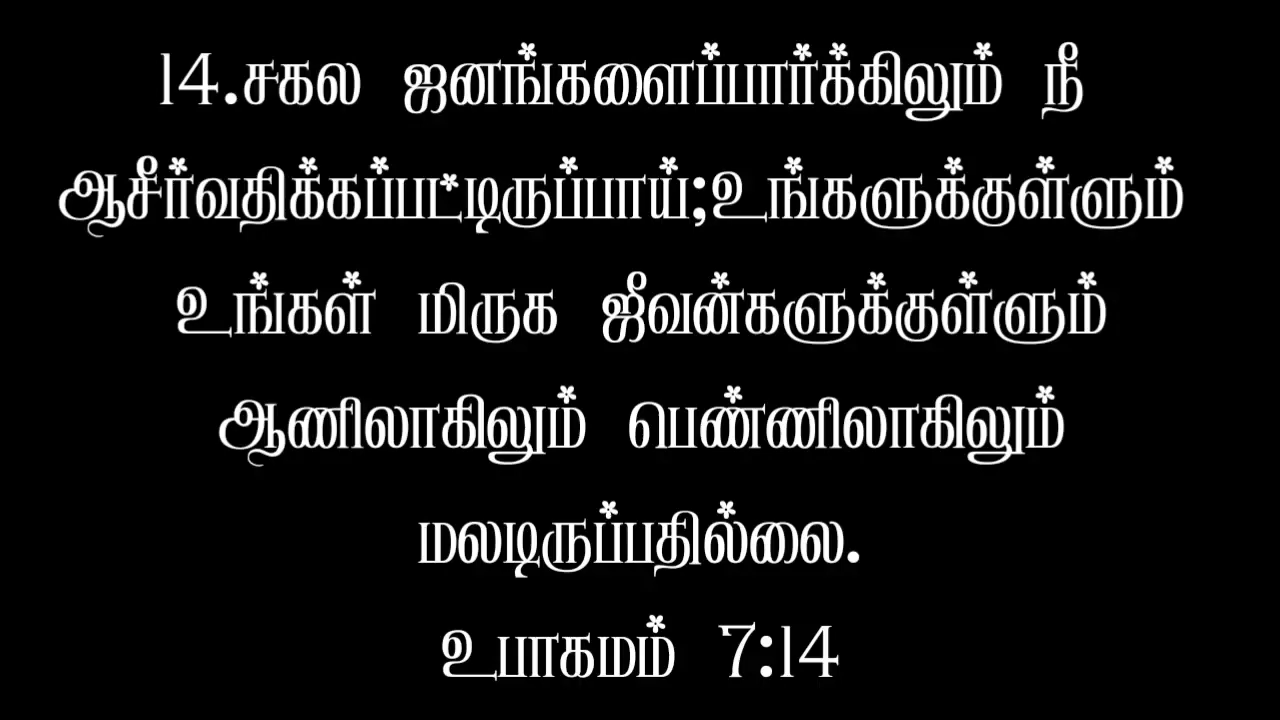 14.சகல ஜனங்களைப்பார்க்கிலும் நீ
ஆசீர்வதிக்கப்பட்டிருப்பாய்;உங்களுக்குள்ளும்
உங்கள் மிருக ஜீவன்களுக்குள்ளும்
ஆணிலாகிலும் பெண்ணிலாகிலும்
மலடிருப்பதில்லை.
உபாகமம் 7:14